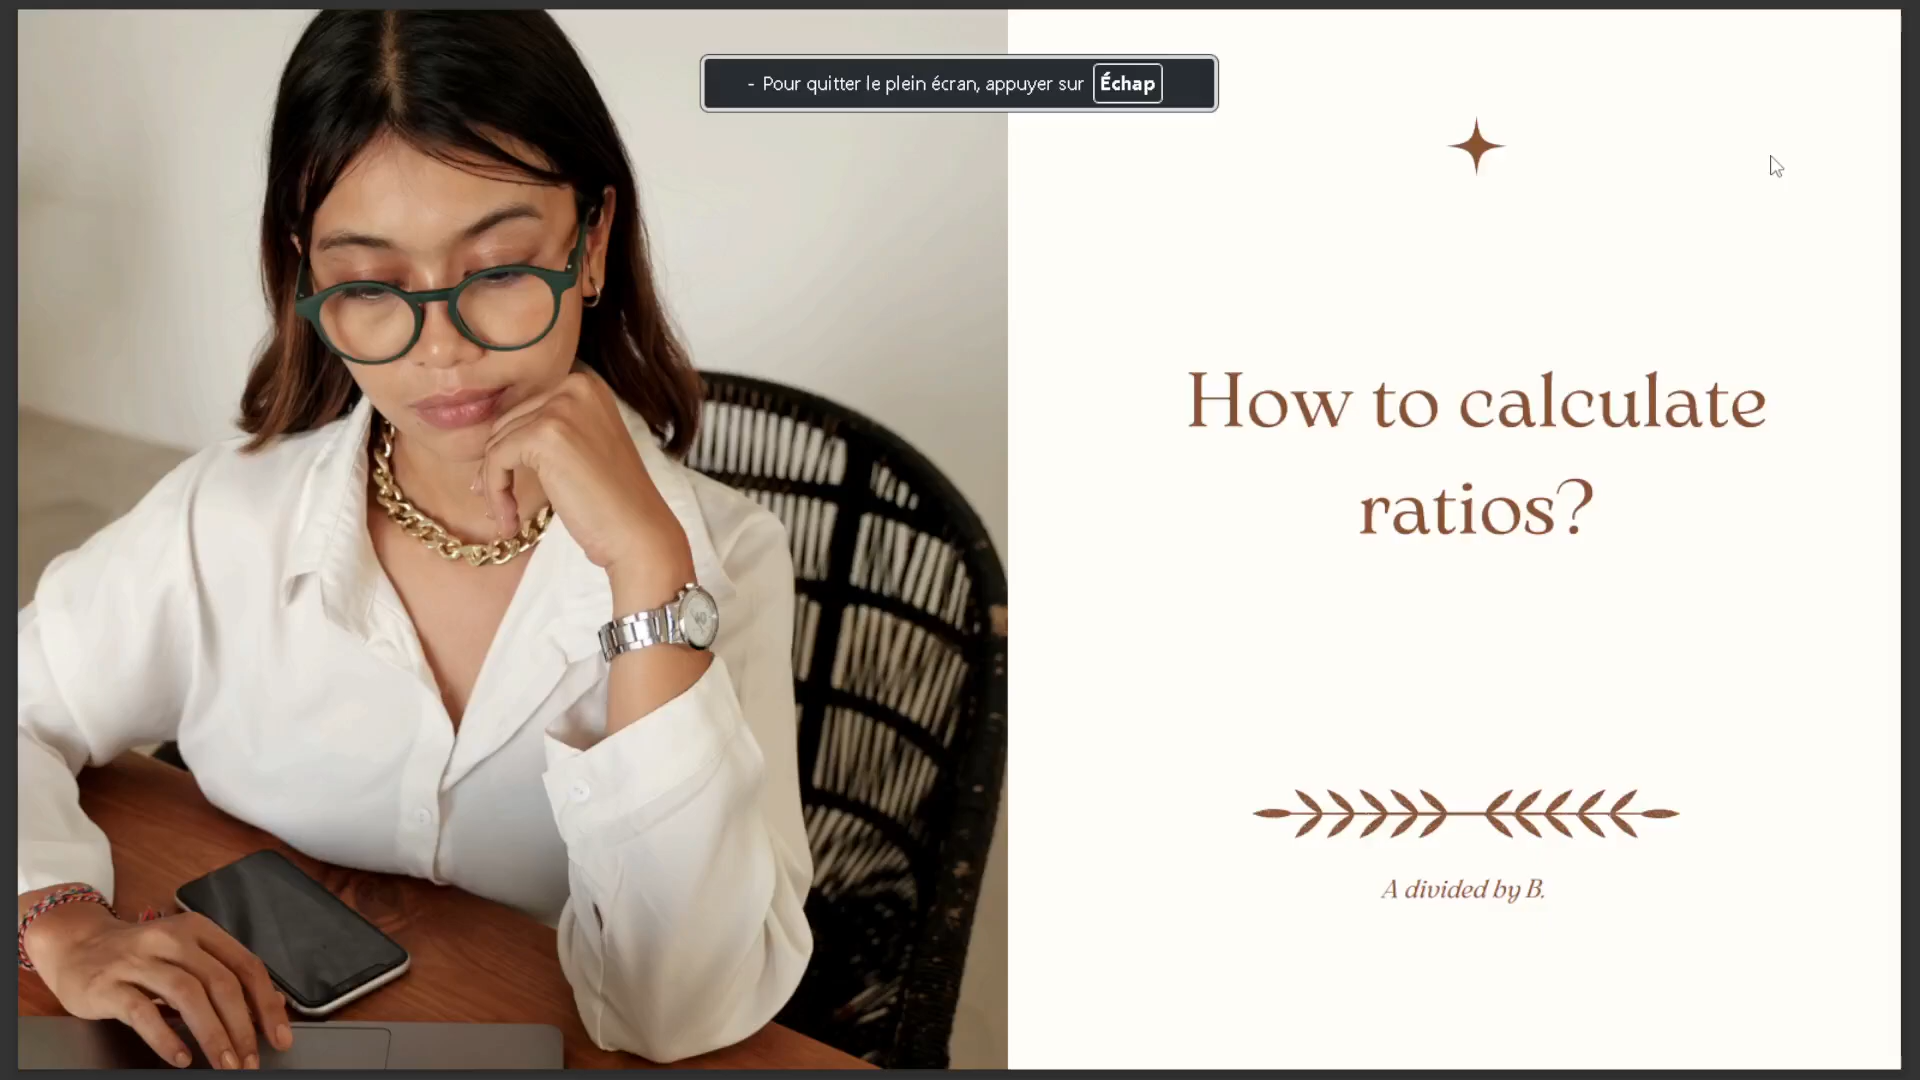 - Pour quitter le plein écran, appuyer sur Échap
How to calculate
ratios?
A divided by B.